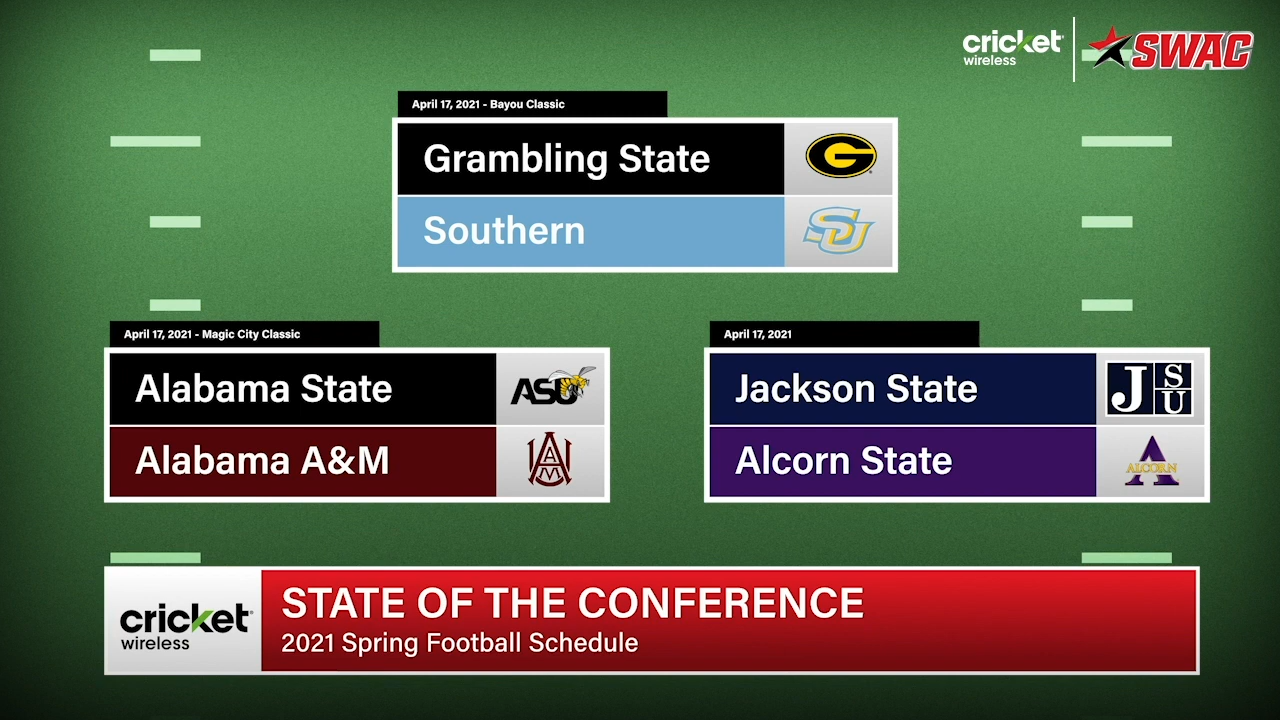 cricket
wireless
SWAC
April 17, 2021 - Bayou Classic
Grambling State
G
Southern
SU
April 17, 2021 - Magic City Classic
Alabama State
ASU
Alabama A&M
AAM
April 17, 2021
Jackson State
J S U
Alcorn State
A
ALCORN
cricket
wireless
STATE OF THE CONFERENCE
2021 Spring Football Schedule